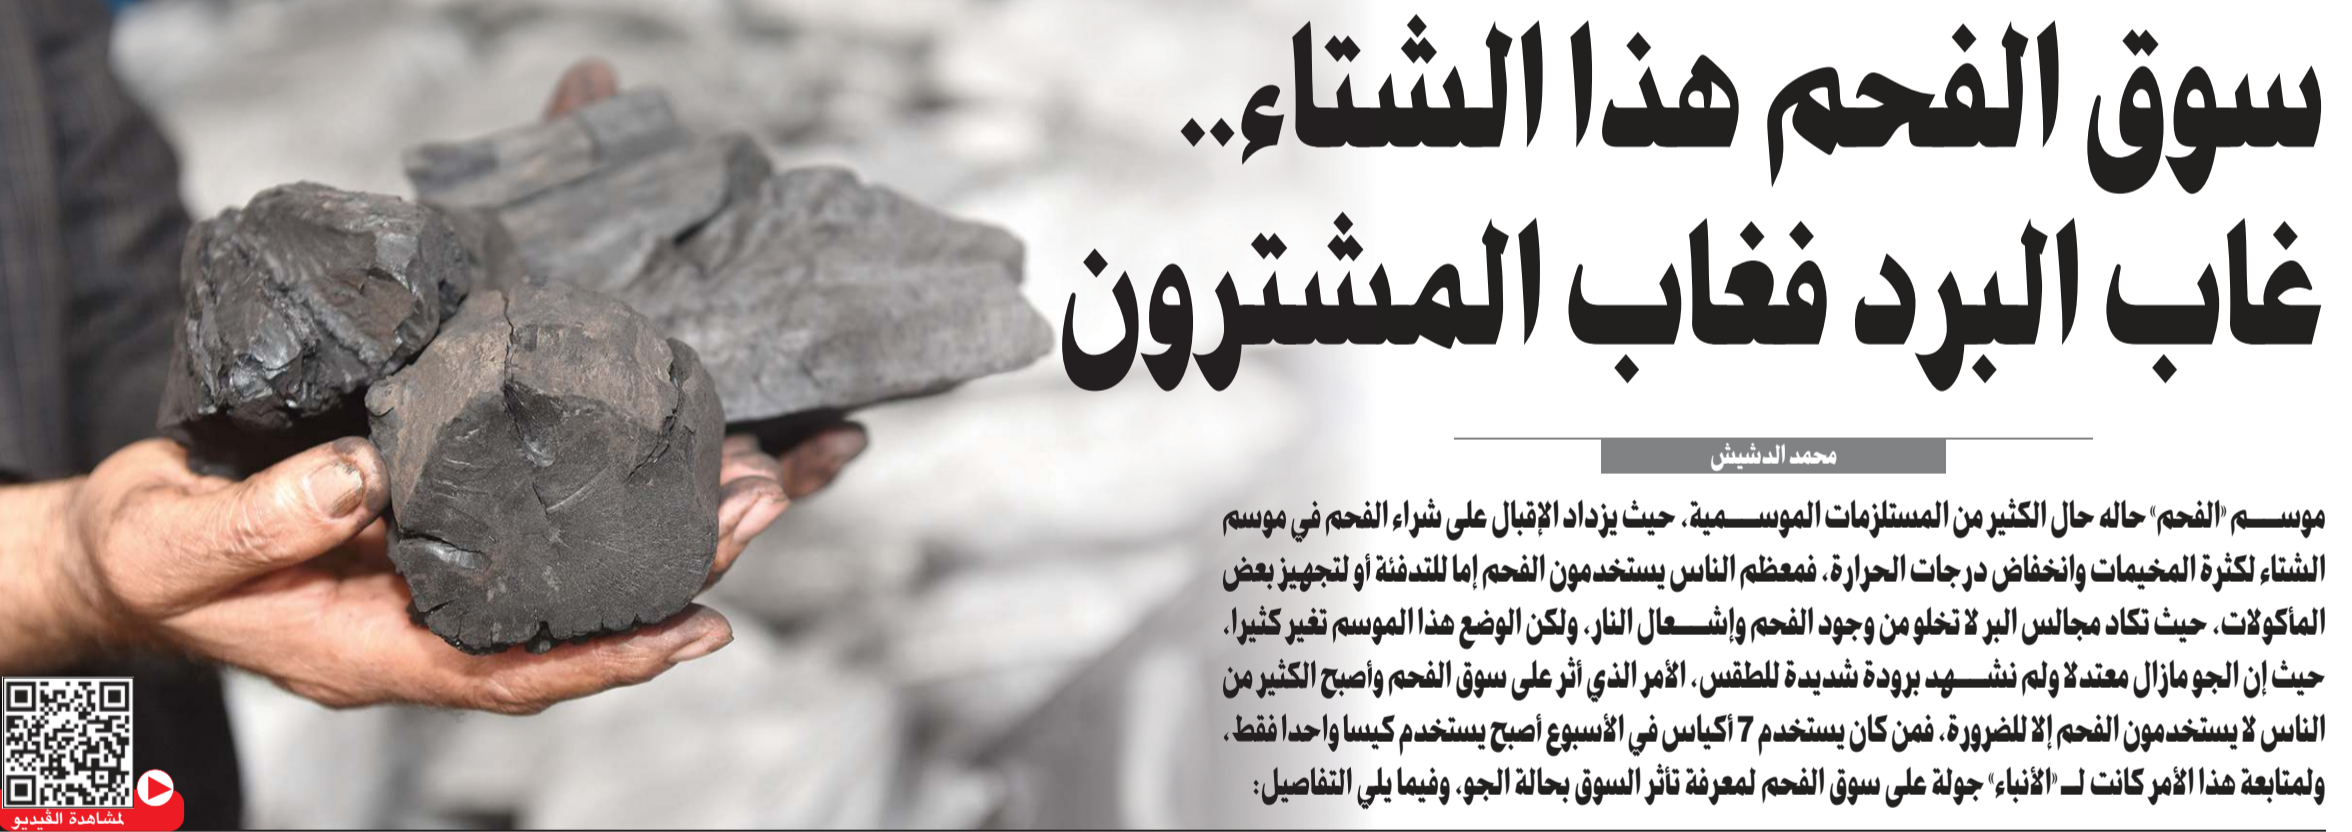 سوق الفحم هذا الشتاء..
غاب البرد فغاب المشترون
محمد الدشيش
موسم «الفحم» حاله حال الكثير من المستلزمات الموسمية، حيث يزداد الإقبال على شراء الفحم في موسم
الشتاء لكثرة المخيمات وانخفاض درجات الحرارة، فمعظم الناس يستخدمون الفحم إما للتدفئة أو لتجهيز بعض
المأكولات، حيث تكاد مجالس البر لا تخلو من وجود الفحم وإشعال النار، ولكن الوضع هذا الموسم تغير كثيرا،
حيث إن الجو مازال معتدلا ولم نشهد برودة شديدة للطقس، الأمر الذي أثر على سوق الفحم وأصبح الكثير من
الناس لا يستخدمون الفحم إلا للضرورة، فمن كان يستخدم 7 أكياس في الأسبوع أصبح يستخدم كيسا واحدا فقط،
ولمتابعة هذا الأمر كانت لـ «الأنباء» جولة على سوق الفحم لمعرفة تأثر السوق بحالة الجو، وفيما يلي التفاصيل:
لمشاهدة الڤيديو